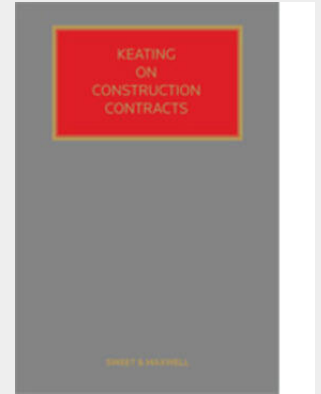 KEATING
ON
CONSTRUCTION
CONTRACTS
SWEET & MAXWELL